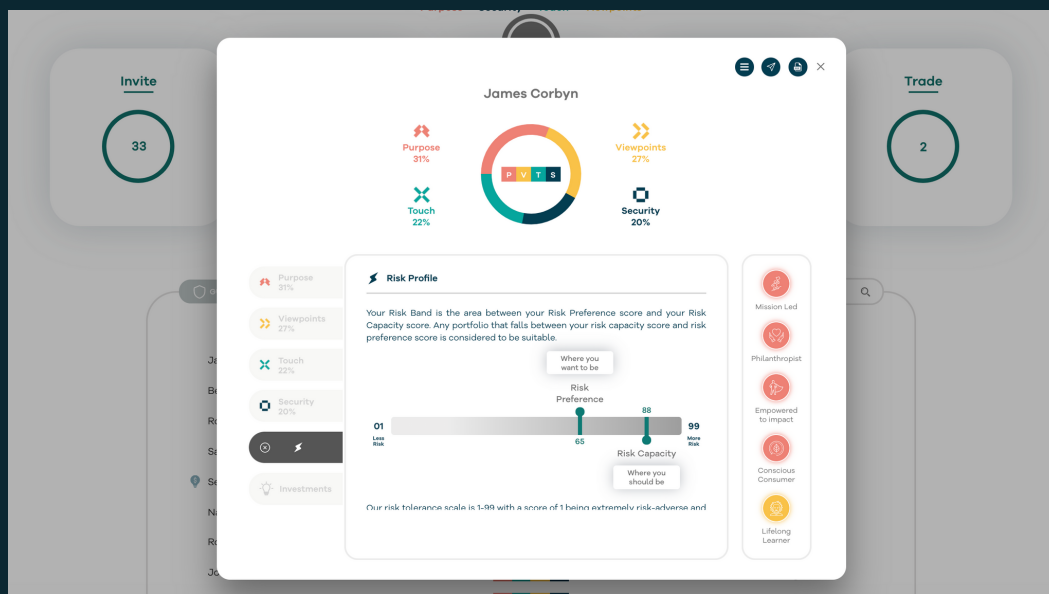 Invite
33
Trade
2
James Corbyn
Purpose
31%
Viewpoints
27%
P V T S
Touch
22%
Security
20%
Purpose
31%
Viewpoints
27%
Touch
22%
Security
20%
Investments
Risk Profile
Your Risk Band is the area between your Risk Preference score and your Risk
Capacity score. Any portfolio that falls between your risk capacity score and risk
preference score is considered to be suitable.
Where you
want to be
Risk
Preference
88
01
Less
Risk
99
More
Risk
65
Risk Capacity
Where you
should be
Our risk tolerance scale is 1-99 with a score of 1 being extremely risk-adverse and
Mission Led
Philanthropist
Empowered
to impact
Conscious
Consumer
Lifelong
Learner